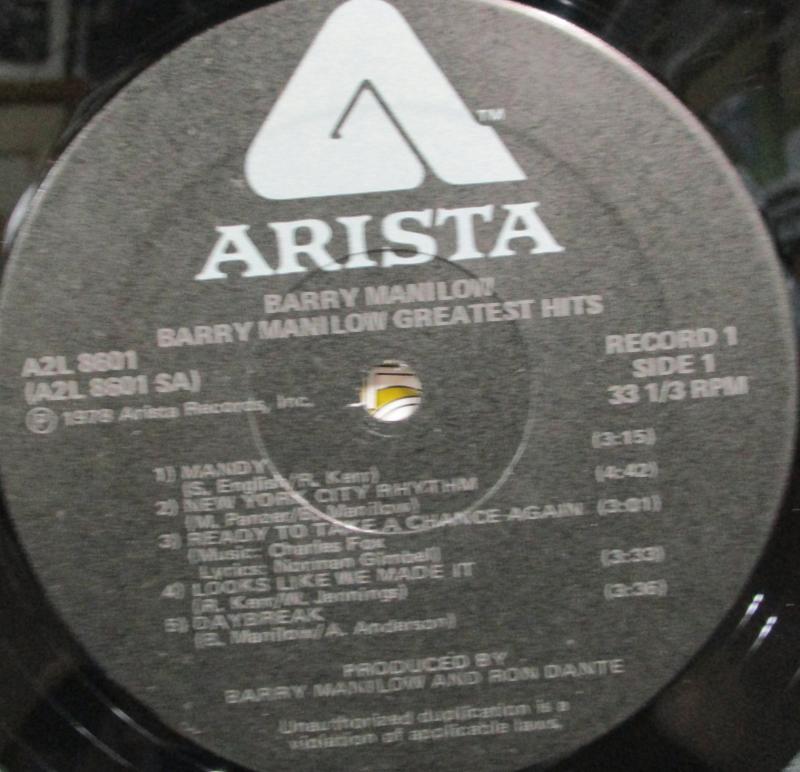 TM
ARISTA
BARRY MANILOW
BARRY MANILOW GREATEST HITS
A2L 8601
(A2L 8601 SA)
Ⓟ 1978 Arista Records, Inc.
RECORD 1
SIDE 1
33 1/3 RPM
1) MANDY (3:15)
(S. English/R. Kerr)
2) NEW YORK CITY RHYTHM (4:42)
(M. Panzer/B. Manilow)
3) READY TO TAKE A CHANCE AGAIN (3:01)
(Music: Charles Fox
Lyrics: Norman Gimbel)
4) LOOKS LIKE WE MADE IT (3:33)
(R. Kerr/W. Jennings)
5) DAYBREAK (3:36)
(B. Manilow/A. Anderson)
PRODUCED BY
BARRY MANILOW AND RON DANTE
Unauthorized duplication is a
violation of applicable laws.